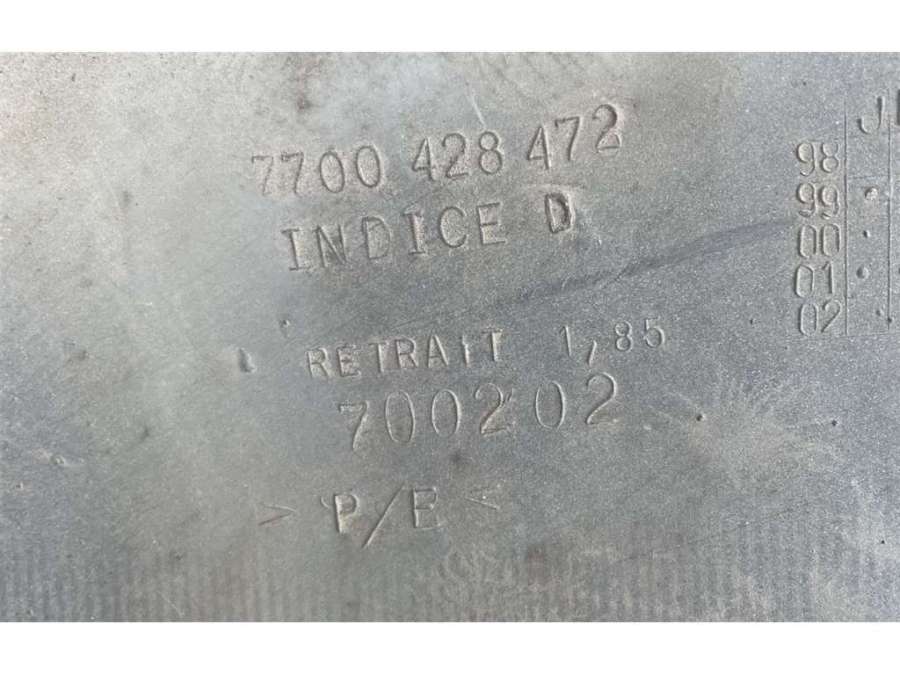 7700 428 472
INDICE D
RETRAIT 1,85
700202
> P/E <
J
98
99
00
01
02